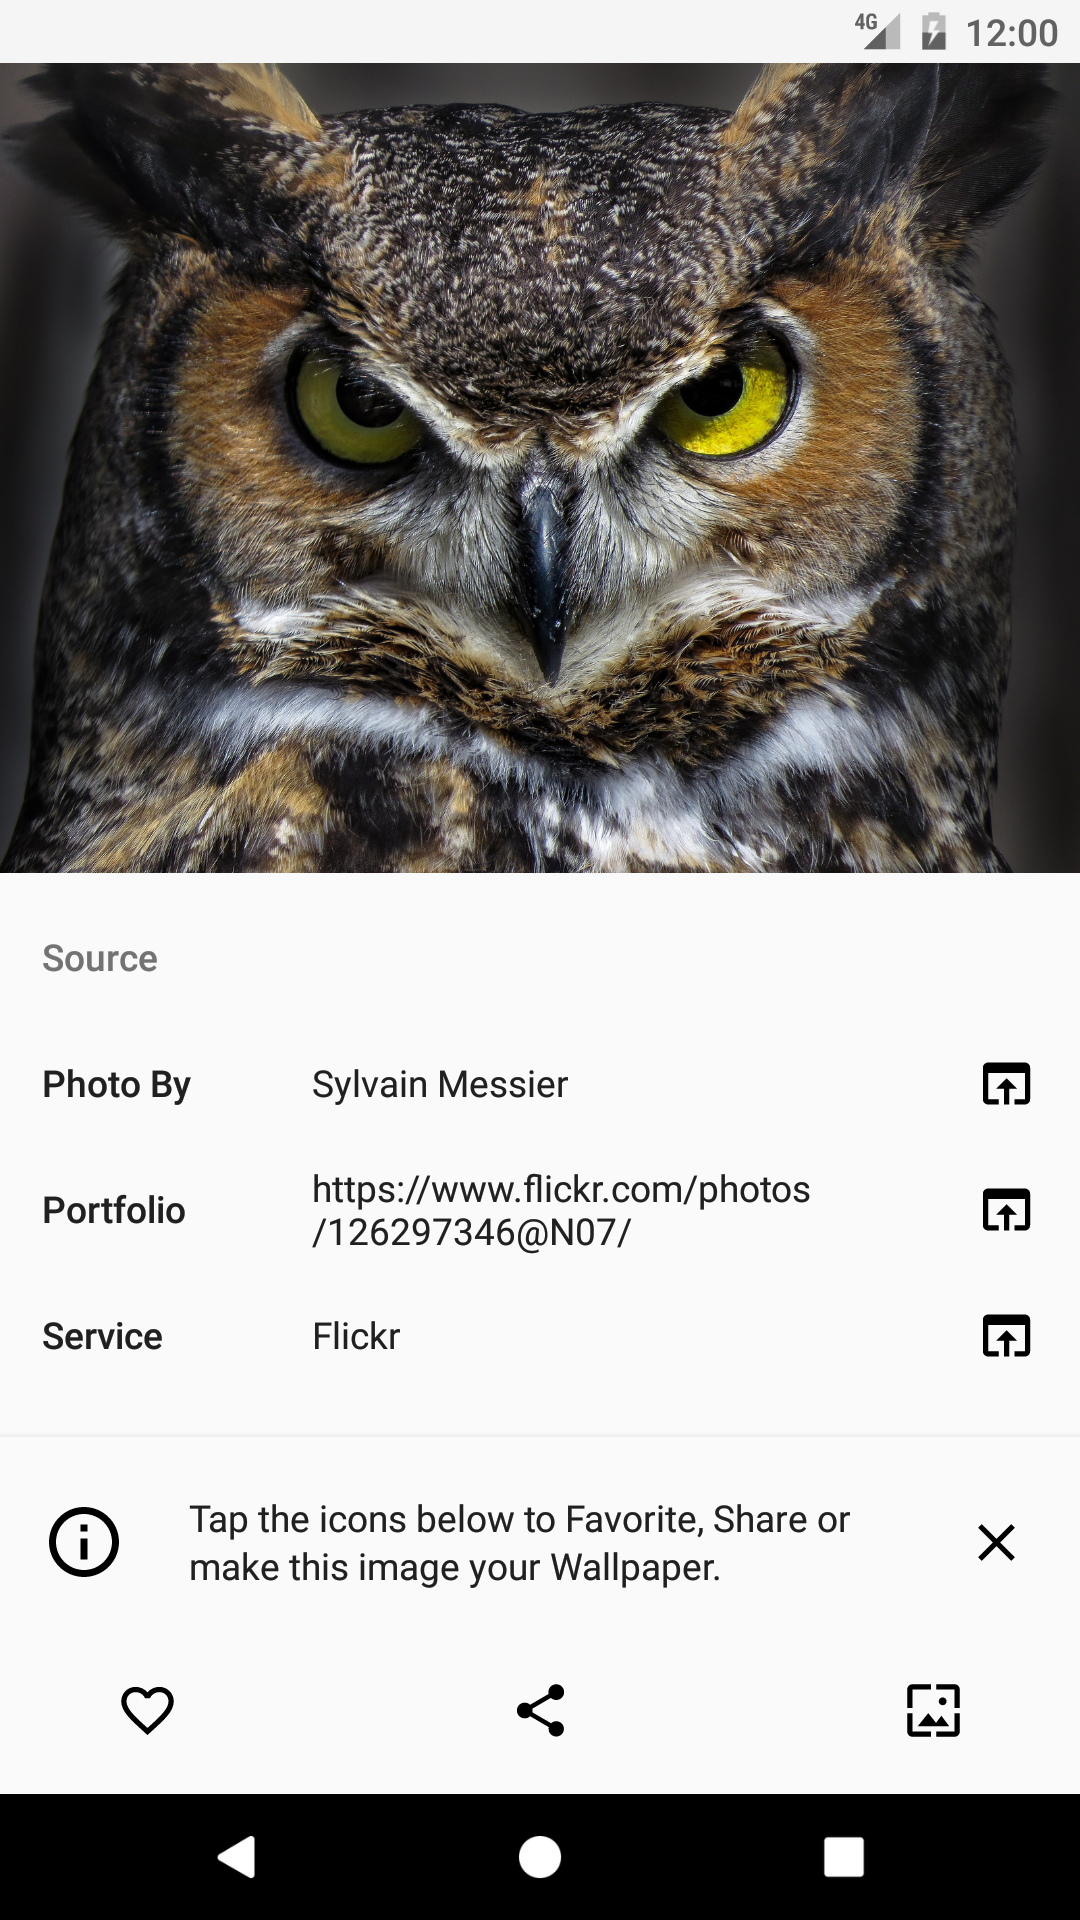 4G 12:00
Source
Photo By Sylvain Messier
Portfolio https://www.flickr.com/photos
/126297346@N07/
Service Flickr
Tap the icons below to Favorite, Share or
make this image your Wallpaper.